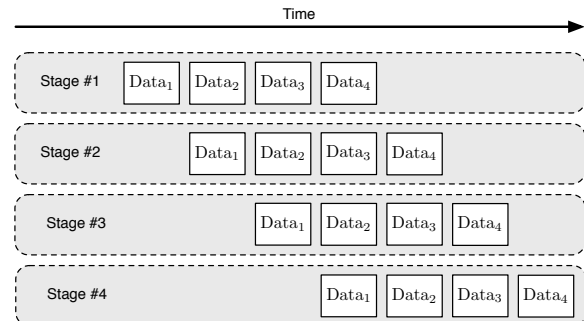 Time
Stage #1 Data₁ Data₂ Data₃ Data₄
Stage #2 Data₁ Data₂ Data₃ Data₄
Stage #3 Data₁ Data₂ Data₃ Data₄
Stage #4 Data₁ Data₂ Data₃ Data₄